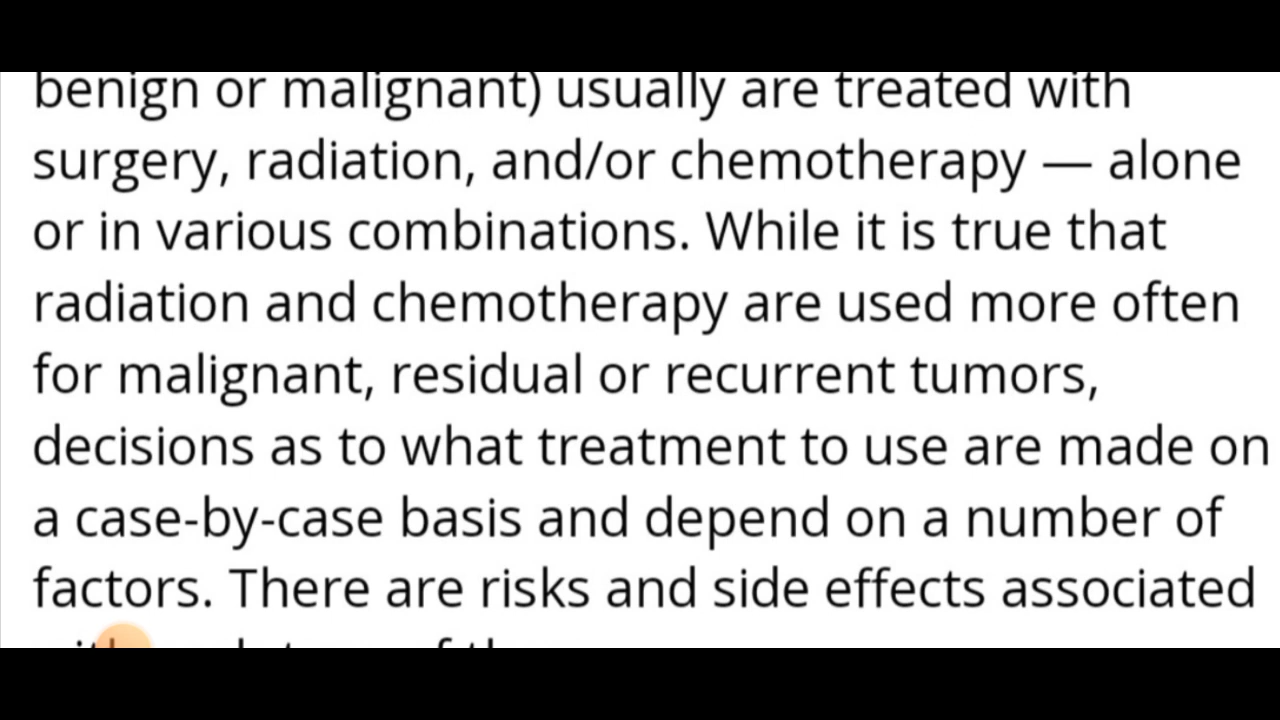 benign or malignant) usually are treated with
surgery, radiation, and/or chemotherapy — alone
or in various combinations. While it is true that
radiation and chemotherapy are used more often
for malignant, residual or recurrent tumors,
decisions as to what treatment to use are made on
a case-by-case basis and depend on a number of
factors. There are risks and side effects associated